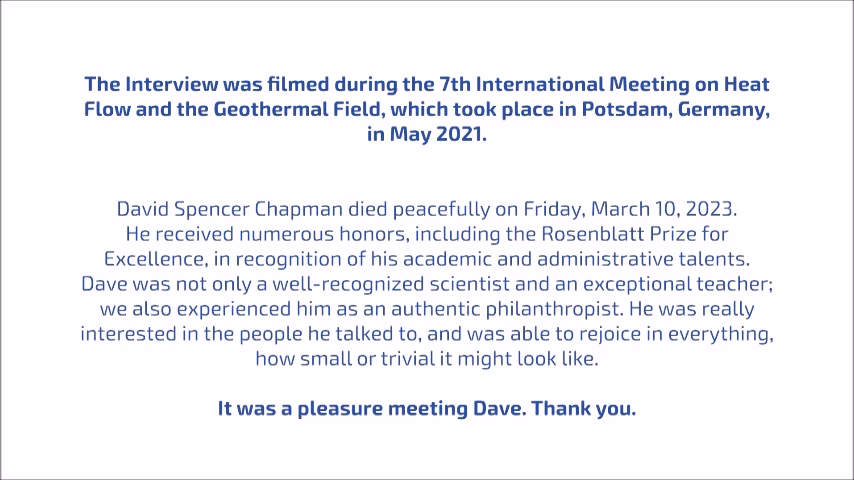 The Interview was filmed during the 7th International Meeting on Heat
Flow and the Geothermal Field, which took place in Potsdam, Germany,
in May 2021.
David Spencer Chapman died peacefully on Friday, March 10, 2023.
He received numerous honors, including the Rosenblatt Prize for
Excellence, in recognition of his academic and administrative talents.
Dave was not only a well-recognized scientist and an exceptional teacher;
we also experienced him as an authentic philanthropist. He was really
interested in the people he talked to, and was able to rejoice in everything,
how small or trivial it might look like.
It was a pleasure meeting Dave. Thank you.